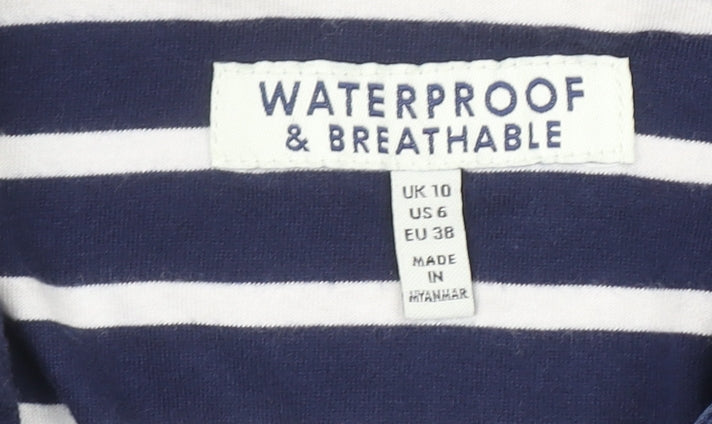 WATERPROOF
& BREATHABLE
UK 10
US 6
EU 38
MADE
IN
MYANMAR